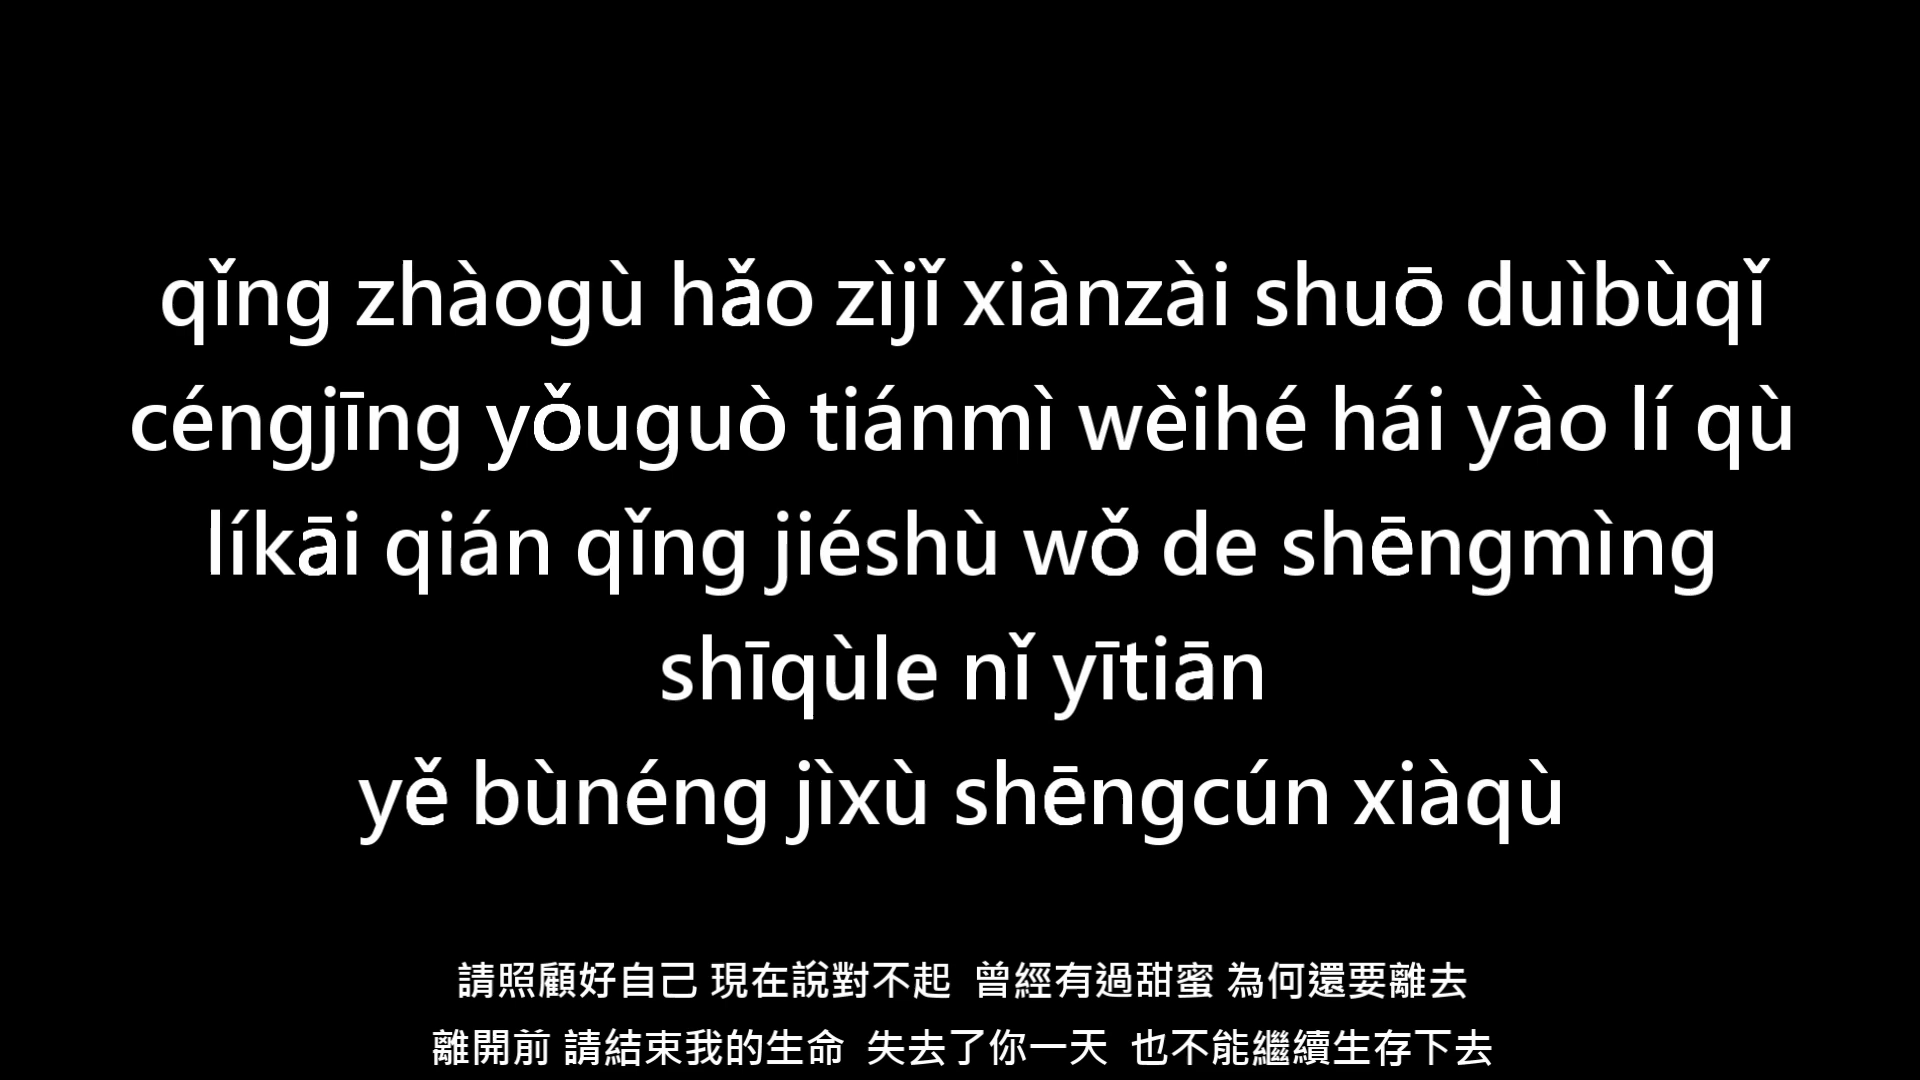 qǐng zhàogù hǎo zìjǐ xiànzài shuō duìbùqǐ
céngjīng yǒuguò tiánmì wèihé hái yào lí qù
líkāi qián qǐng jiéshù wǒ de shēngmìng
shīqùle nǐ yītiān
yě bùnéng jìxù shēngcún xiàqù
請照顧好自己 現在說對不起 曾經有過甜蜜 為何還要離去
離開前 請結束我的生命 失去了你一天 也不能繼續生存下去